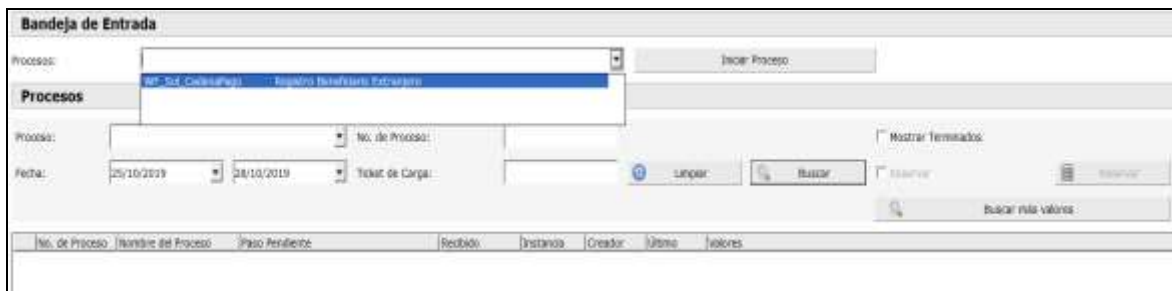 Bandeja de Entrada
Procesos: Iniciar Proceso
WF_Sol_CadenaPago Registro Beneficiario Extranjero
Procesos
Proceso: No. de Proceso: Mostrar Terminados
Fecha: 25/10/2019 28/10/2019 Ticket de Carga: Limpiar Buscar Reservar Reservar
Buscar más valores
No. de Proceso Nombre del Proceso Paso Pendiente Recibido Instancia Creador Último Valores